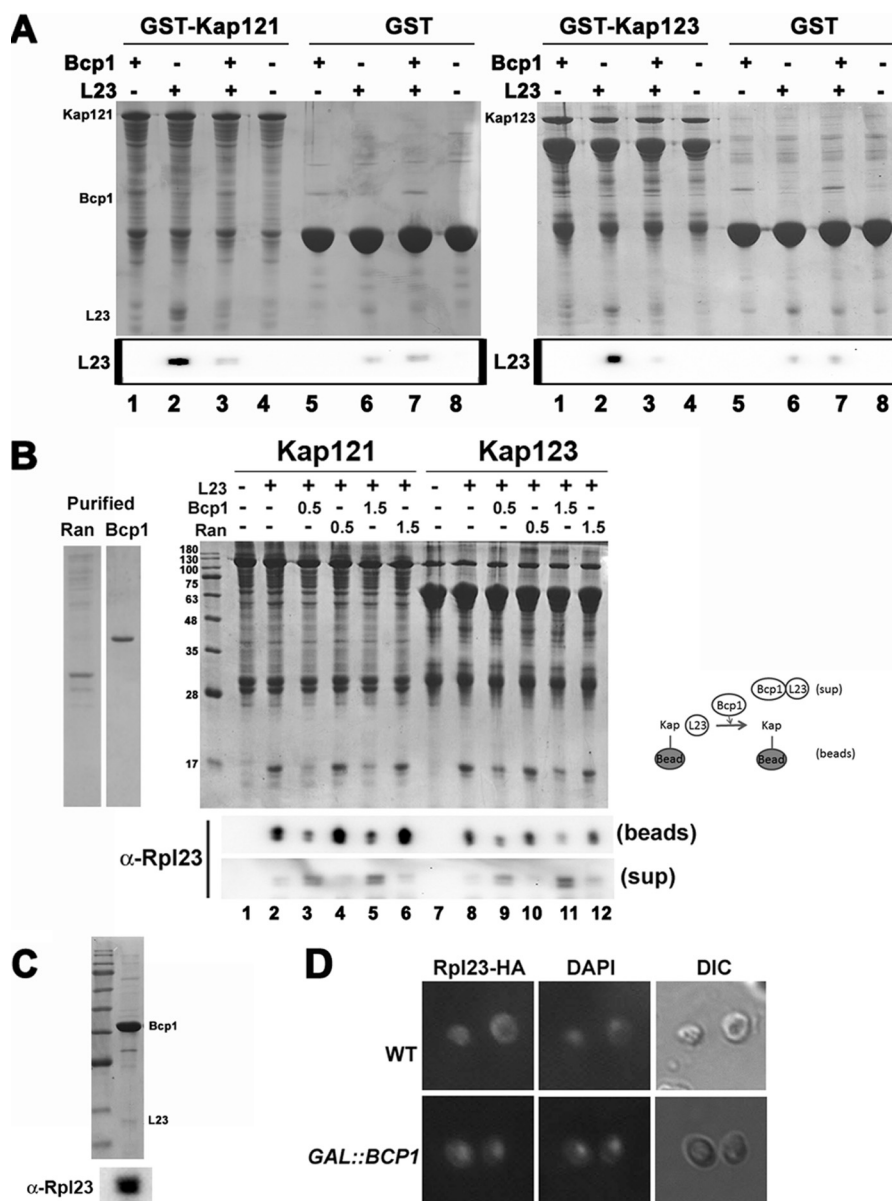 A
GST-Kap121 GST GST-Kap123 GST
Bcp1 + - + - + - + - + - + - + - + -
L23 - + + - - + + - - + + - - + + -
Kap121
Kap123
Bcp1
L23
L23
L23
1 2 3 4 5 6 7 8 1 2 3 4 5 6 7 8
B
Kap121 Kap123
Purified
Ran Bcp1
L23 - + + + + + - + + + + +
Bcp1 - - 0.5 - 1.5 - - - 0.5 - 1.5 -
Ran - - - 0.5 - 1.5 - - - 0.5 - 1.5
180
130
100
75
63
48
35
28
17
Bcp1 L23 (sup)
Bcp1
Kap L23 Kap
Bead Bead (beads)
α-Rpl23
(beads)
(sup)
1 2 3 4 5 6 7 8 9 10 11 12
C
Bcp1
L23
α-Rpl23
D
Rpl23-HA DAPI DIC
WT
GAL::BCP1